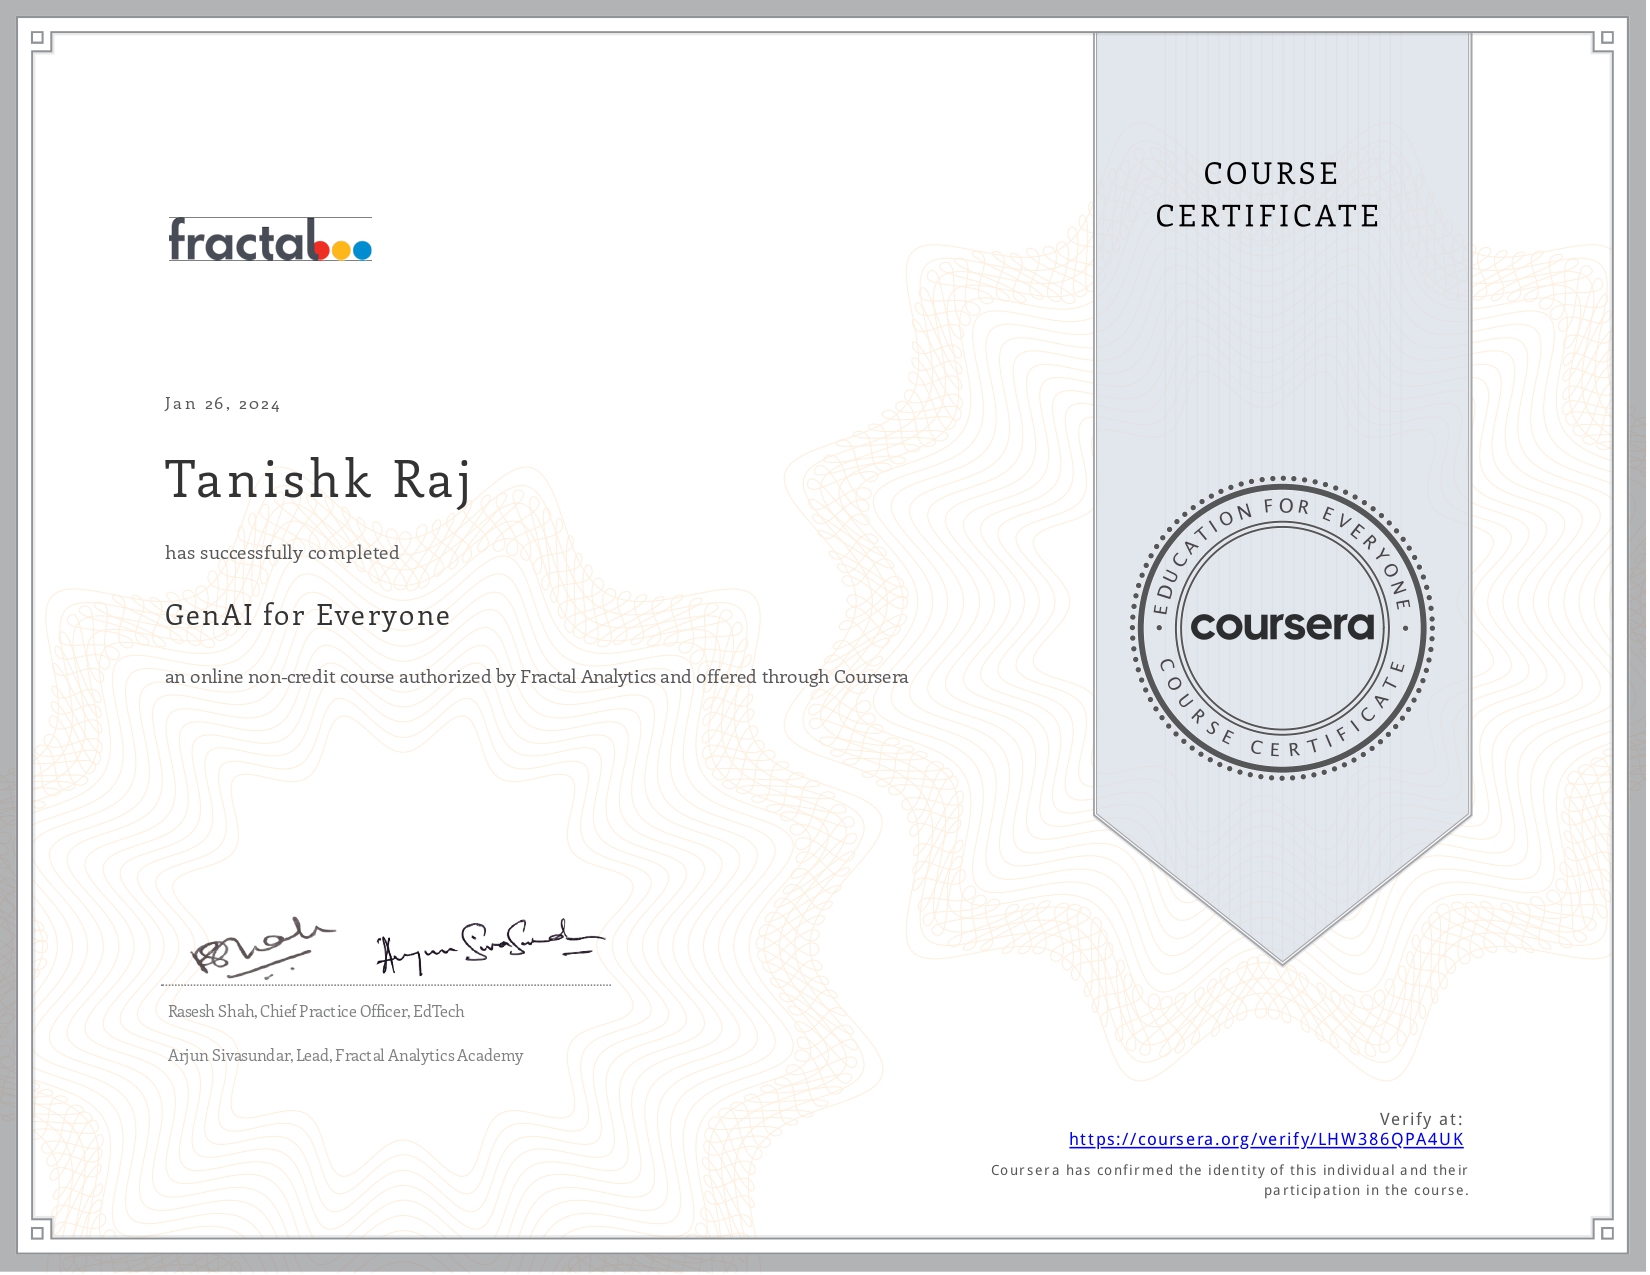 COURSE
CERTIFICATE
fractal
Jan 26, 2024
Tanishk Raj
has successfully completed
GenAI for Everyone
an online non-credit course authorized by Fractal Analytics and offered through Coursera
EDUCATION FOR EVERYONE
coursera
COURSE CERTIFICATE
Rasesh Shah, Chief Practice Officer, EdTech
Arjun Sivasundar, Lead, Fractal Analytics Academy
Verify at:
https://coursera.org/verify/LHW386QPA4UK
Coursera has confirmed the identity of this individual and their
participation in the course.